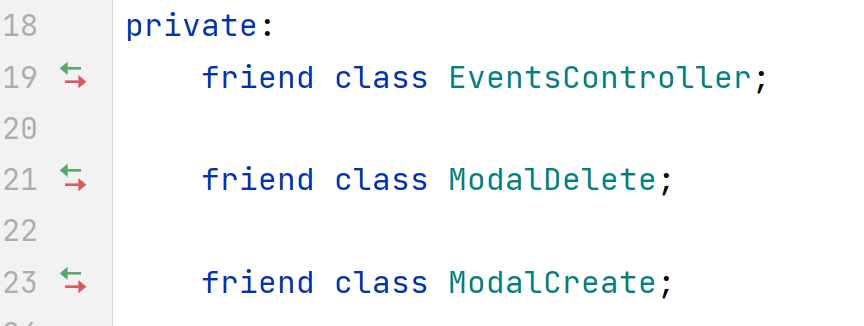 18 private:
19 friend class EventsController;
20
21 friend class ModalDelete;
22
23 friend class ModalCreate;